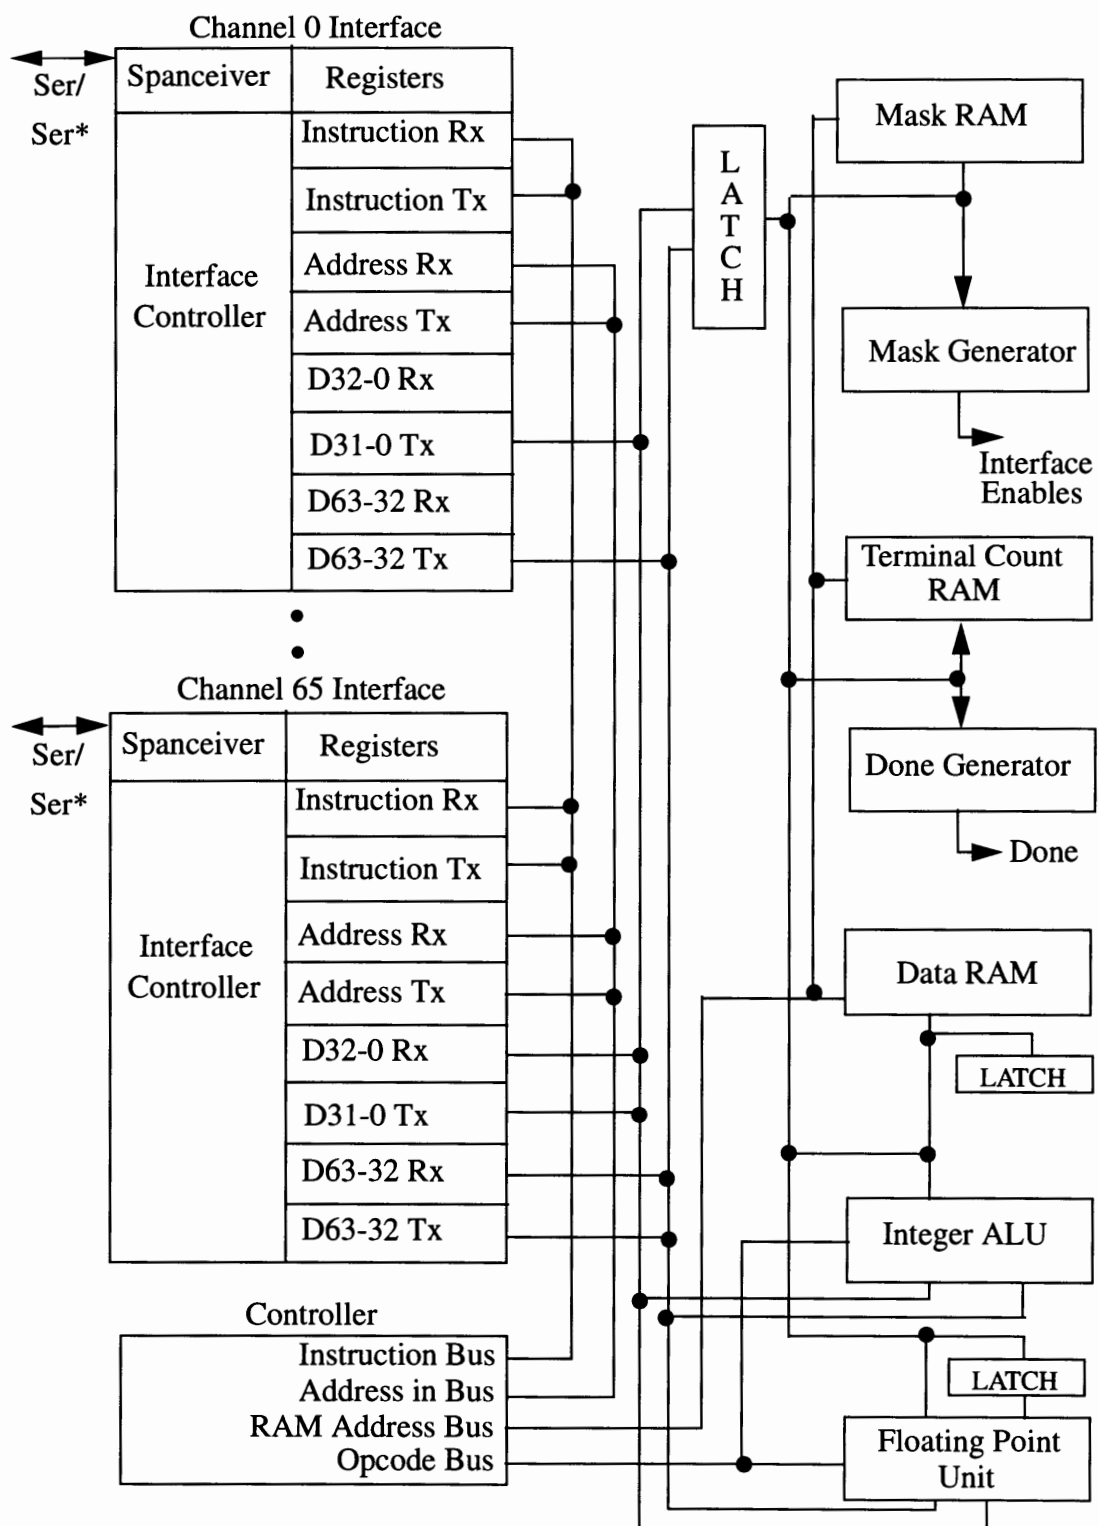 Channel 0 Interface
Ser/
Ser*
Spanceiver
Registers
Interface
Controller
Instruction Rx
Instruction Tx
Address Rx
Address Tx
D32-0 Rx
D31-0 Tx
D63-32 Rx
D63-32 Tx
Channel 65 Interface
Ser/
Ser*
Spanceiver
Registers
Interface
Controller
Instruction Rx
Instruction Tx
Address Rx
Address Tx
D32-0 Rx
D31-0 Tx
D63-32 Rx
D63-32 Tx
Controller
Instruction Bus
Address in Bus
RAM Address Bus
Opcode Bus
L
A
T
C
H
Mask RAM
Mask Generator
Interface
Enables
Terminal Count
RAM
Done Generator
Done
Data RAM
LATCH
Integer ALU
LATCH
Floating Point
Unit